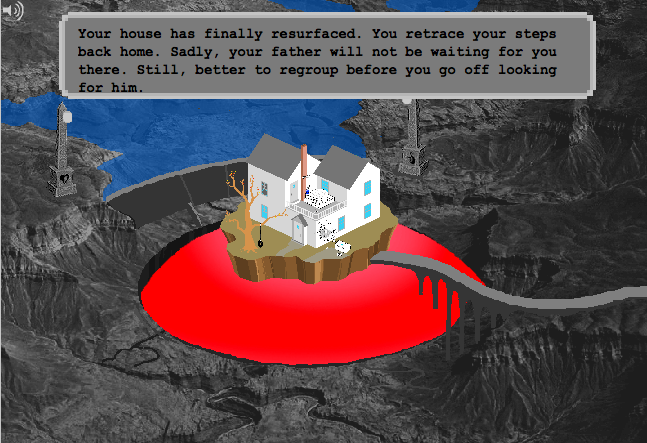 Your house has finally resurfaced. You retrace your steps
back home. Sadly, your father will not be waiting for you
there. Still, better to regroup before you go off looking
for him.